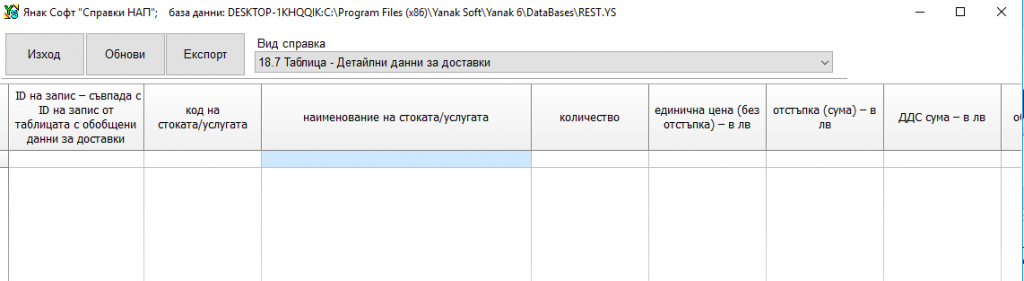 Янак Софт "Справки НАП"; база данни: DESKTOP-1KHQQIK:C:\Program Files (x86)\Yanak Soft\Yanak 6\DataBases\REST.YS
Изход
Обнови
Експорт
Вид справка
18.7 Таблица - Детайлни данни за доставки
ID на запис – съвпада с
ID на запис от
таблицата с обобщени
данни за доставки
код на
стоката/услугата
наименование на стоката/услугата
количество
единична цена (без
отстъпка) – в лв
отстъпка (сума) – в
лв
ДДС сума – в лв